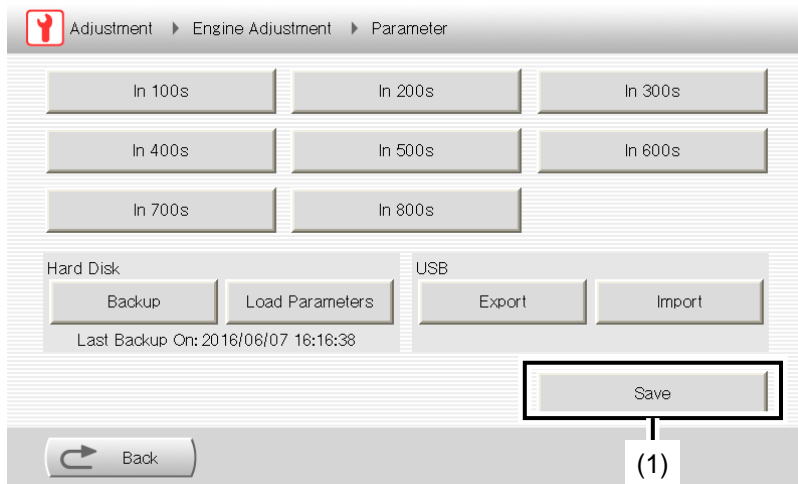 Adjustment ▶ Engine Adjustment ▶ Parameter
In 100s In 200s In 300s
In 400s In 500s In 600s
In 700s In 800s
Hard Disk USB
Backup Load Parameters Export Import
Last Backup On: 2016/06/07 16:16:38
Save
Back (1)